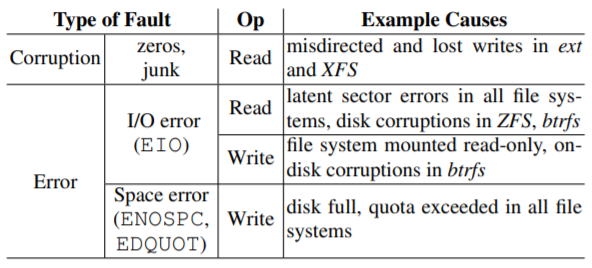 Type of Fault Op Example Causes
Corruption zeros, junk Read misdirected and lost writes in ext
and XFS
Error I/O error (EIO) Read latent sector errors in all file sys-
tems, disk corruptions in ZFS, btrfs
Write file system mounted read-only, on-
disk corruptions in btrfs
Space error (ENOSPC, EDQUOT) Write disk full, quota exceeded in all file
systems